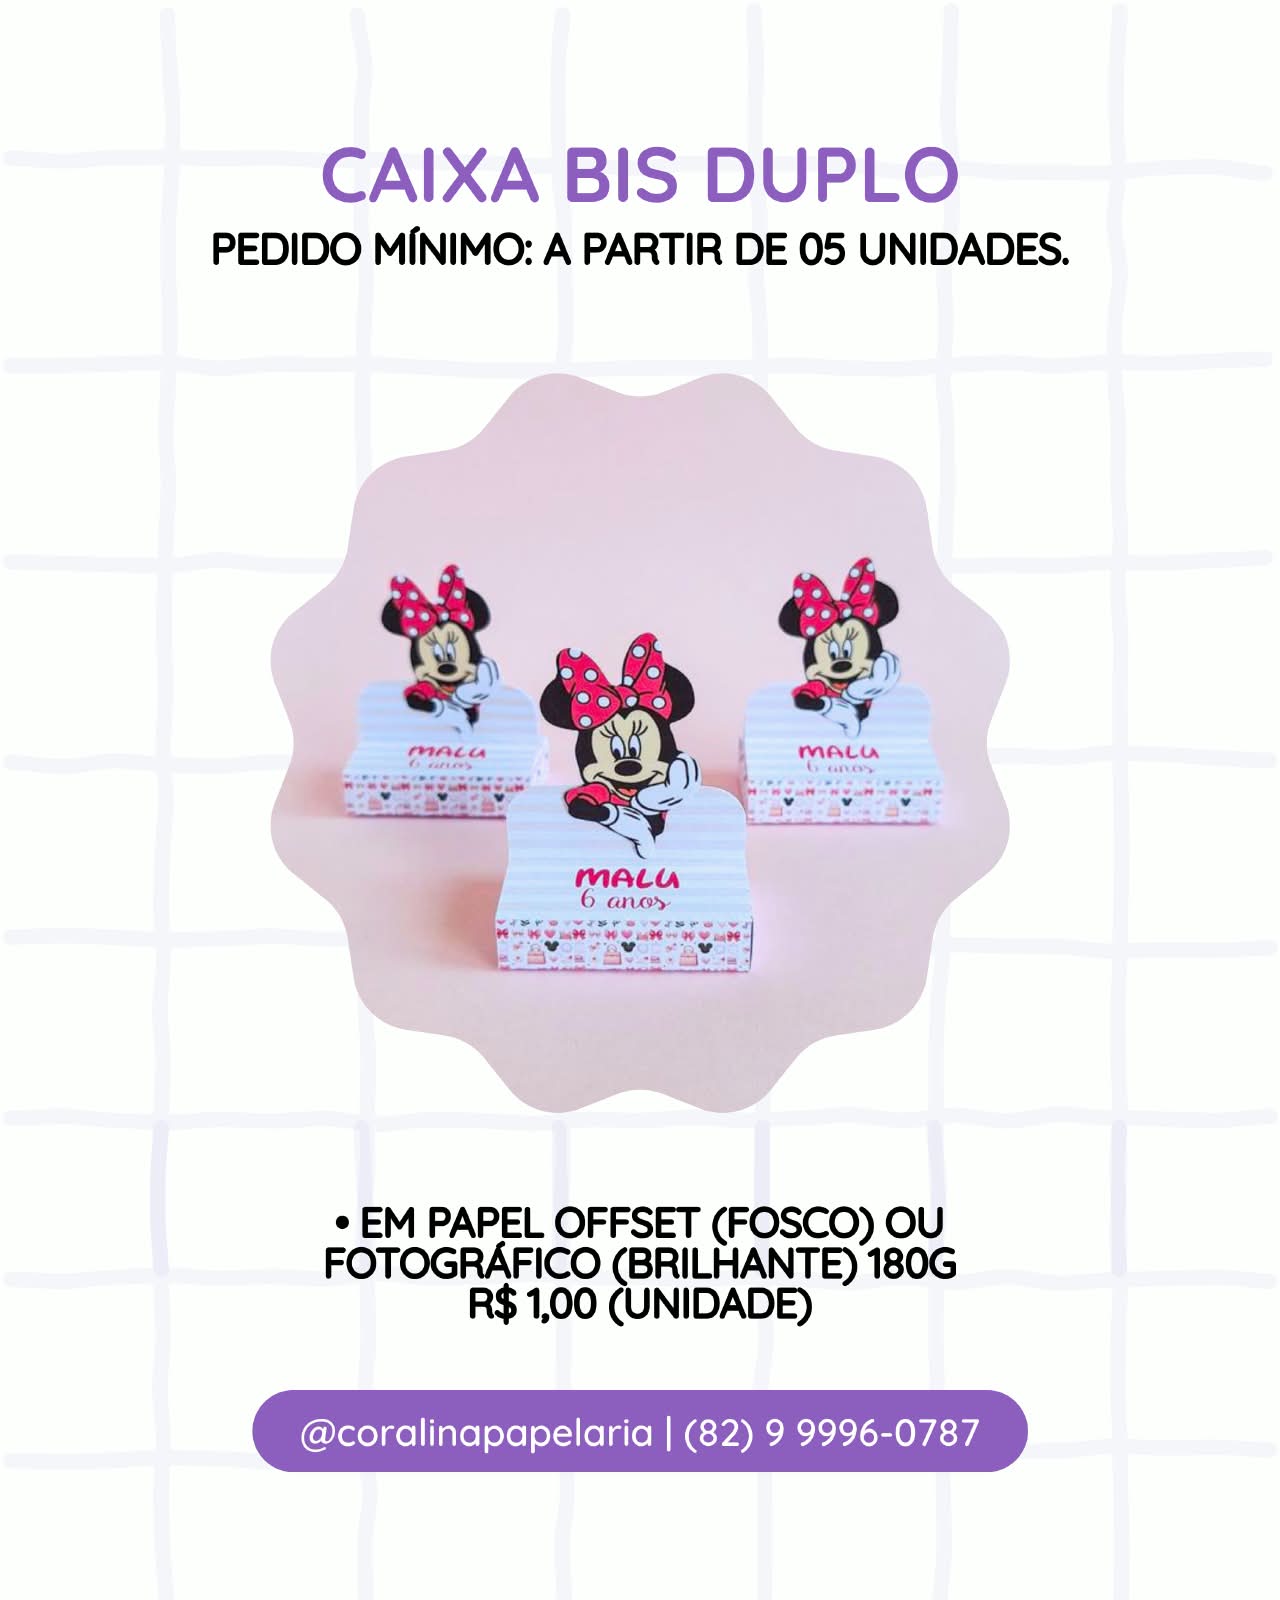 CAIXA BIS DUPLO
PEDIDO MÍNIMO: A PARTIR DE 05 UNIDADES.
MALU
6 anos
MALU
6 anos
MALU
6 anos
• EM PAPEL OFFSET (FOSCO) OU
FOTOGRÁFICO (BRILHANTE) 180G
R$ 1,00 (UNIDADE)
@coralinapapelaria | (82) 9 9996-0787